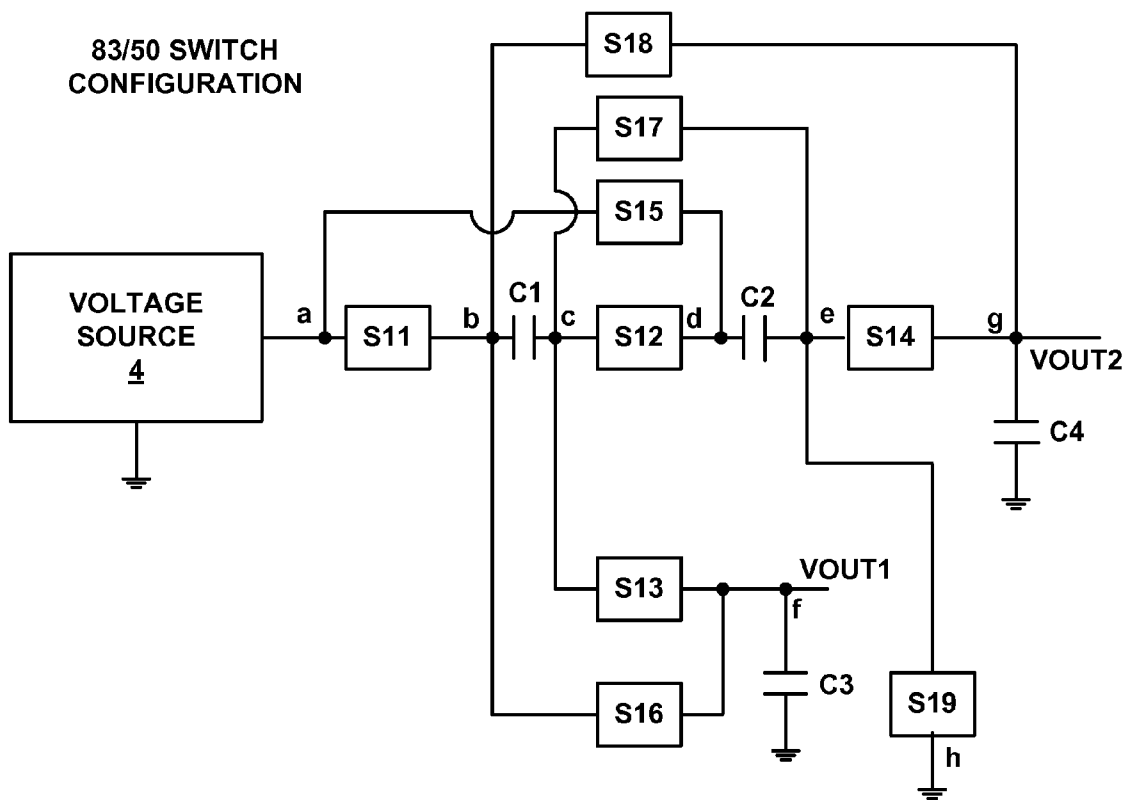 83/50 SWITCH
CONFIGURATION
S18
S17
S15
VOLTAGE
SOURCE
4
a
S11
b
C1
c
S12
d
C2
e
S14
g
VOUT2
C4
S13
VOUT1
f
C3
S16
S19
h